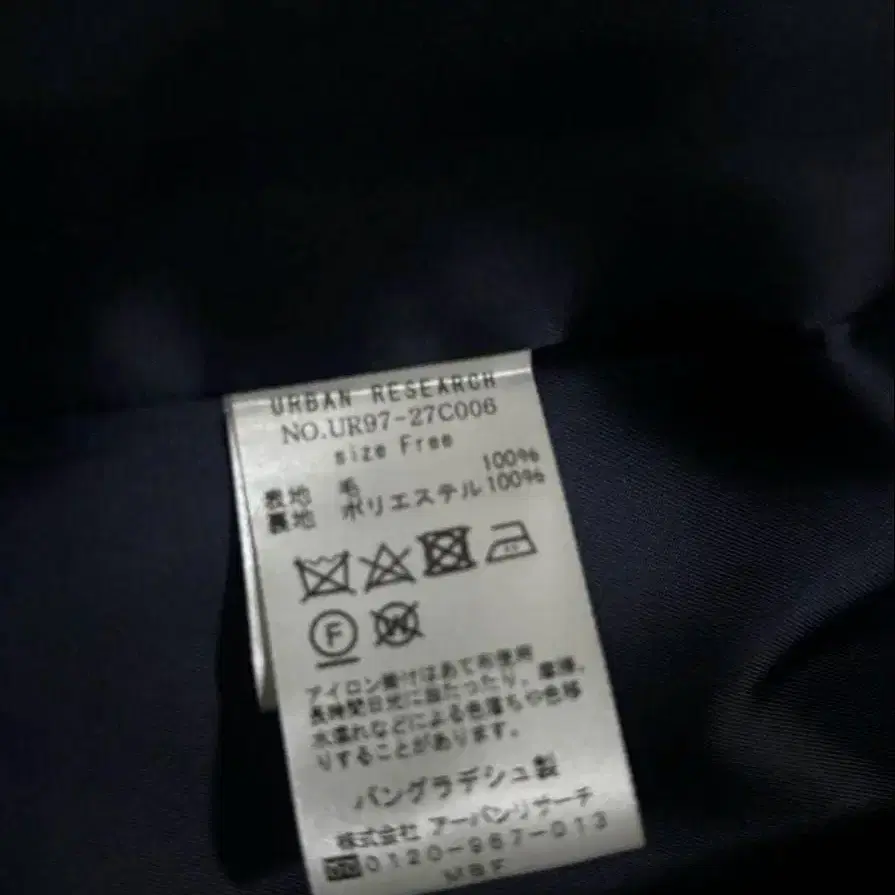 URBAN RESEARCH
NO.UR97-27C006
size Free
表地 毛 100%
裏地 ポリエステル 100%
F
W
アイロン掛けはあて布使用
長時間日光に当たったり、摩擦、
水濡れなどによる色落ちや色移
りすることがあります。
バングラデシュ製
株式会社 アーバンリサーチ
0120-967-013
MBF